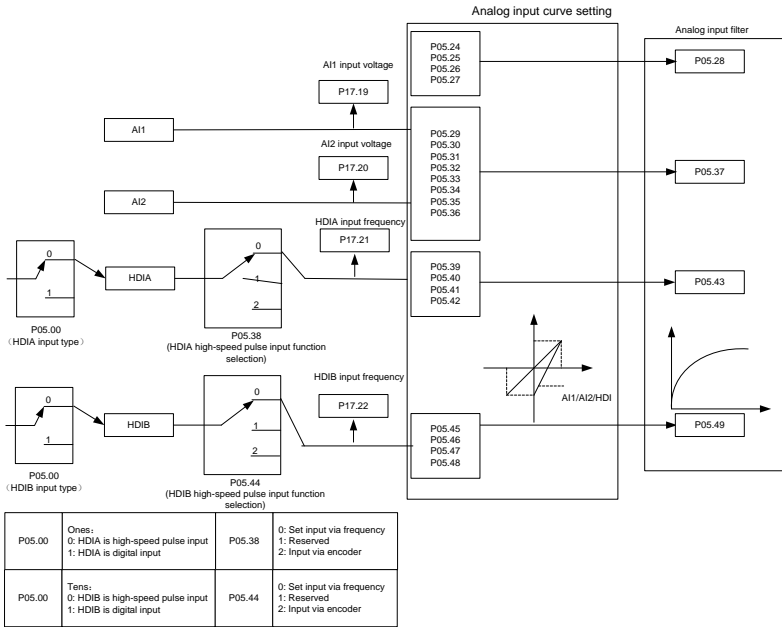 Analog input curve setting
Analog input filter
P05.24
P05.25
P05.26
P05.27
P05.28
AI1 input voltage
P17.19
AI1
AI2 input voltage
P17.20
AI2
P05.29
P05.30
P05.31
P05.32
P05.33
P05.34
P05.35
P05.36
P05.37
HDIA input frequency
P17.21
0
1
P05.00
（HDIA input type）
HDIA
0
1
2
P05.38
(HDIA high-speed pulse input function
selection)
P05.39
P05.40
P05.41
P05.42
P05.43
AI1/AI2/HDI
HDIB input frequency
P17.22
0
1
P05.00
（HDIB input type）
HDIB
0
1
2
P05.44
(HDIB high-speed pulse input function
selection)
P05.45
P05.46
P05.47
P05.48
P05.49
P05.00
Ones：
0: HDIA is high-speed pulse input
1: HDIA is digital input
P05.38
0: Set input via frequency
1: Reserved
2: Input via encoder
P05.00
Tens：
0: HDIB is high-speed pulse input
1: HDIB is digital input
P05.44
0: Set input via frequency
1: Reserved
2: Input via encoder